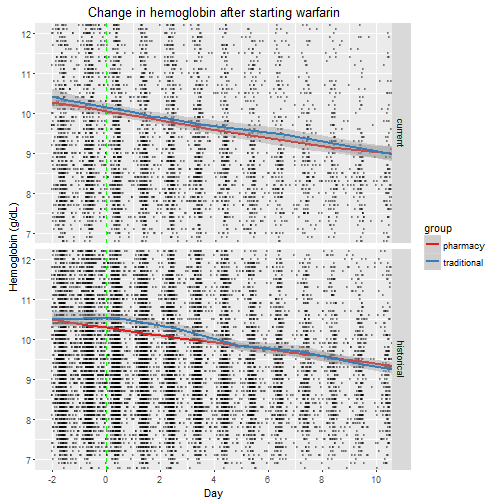 Change in hemoglobin after starting warfarin
12
11
10
9
8
7
current
12
11
10
9
8
7
historical
Hemoglobin (g/dL)
-2 0 2 4 6 8 10
Day
group
pharmacy
traditional